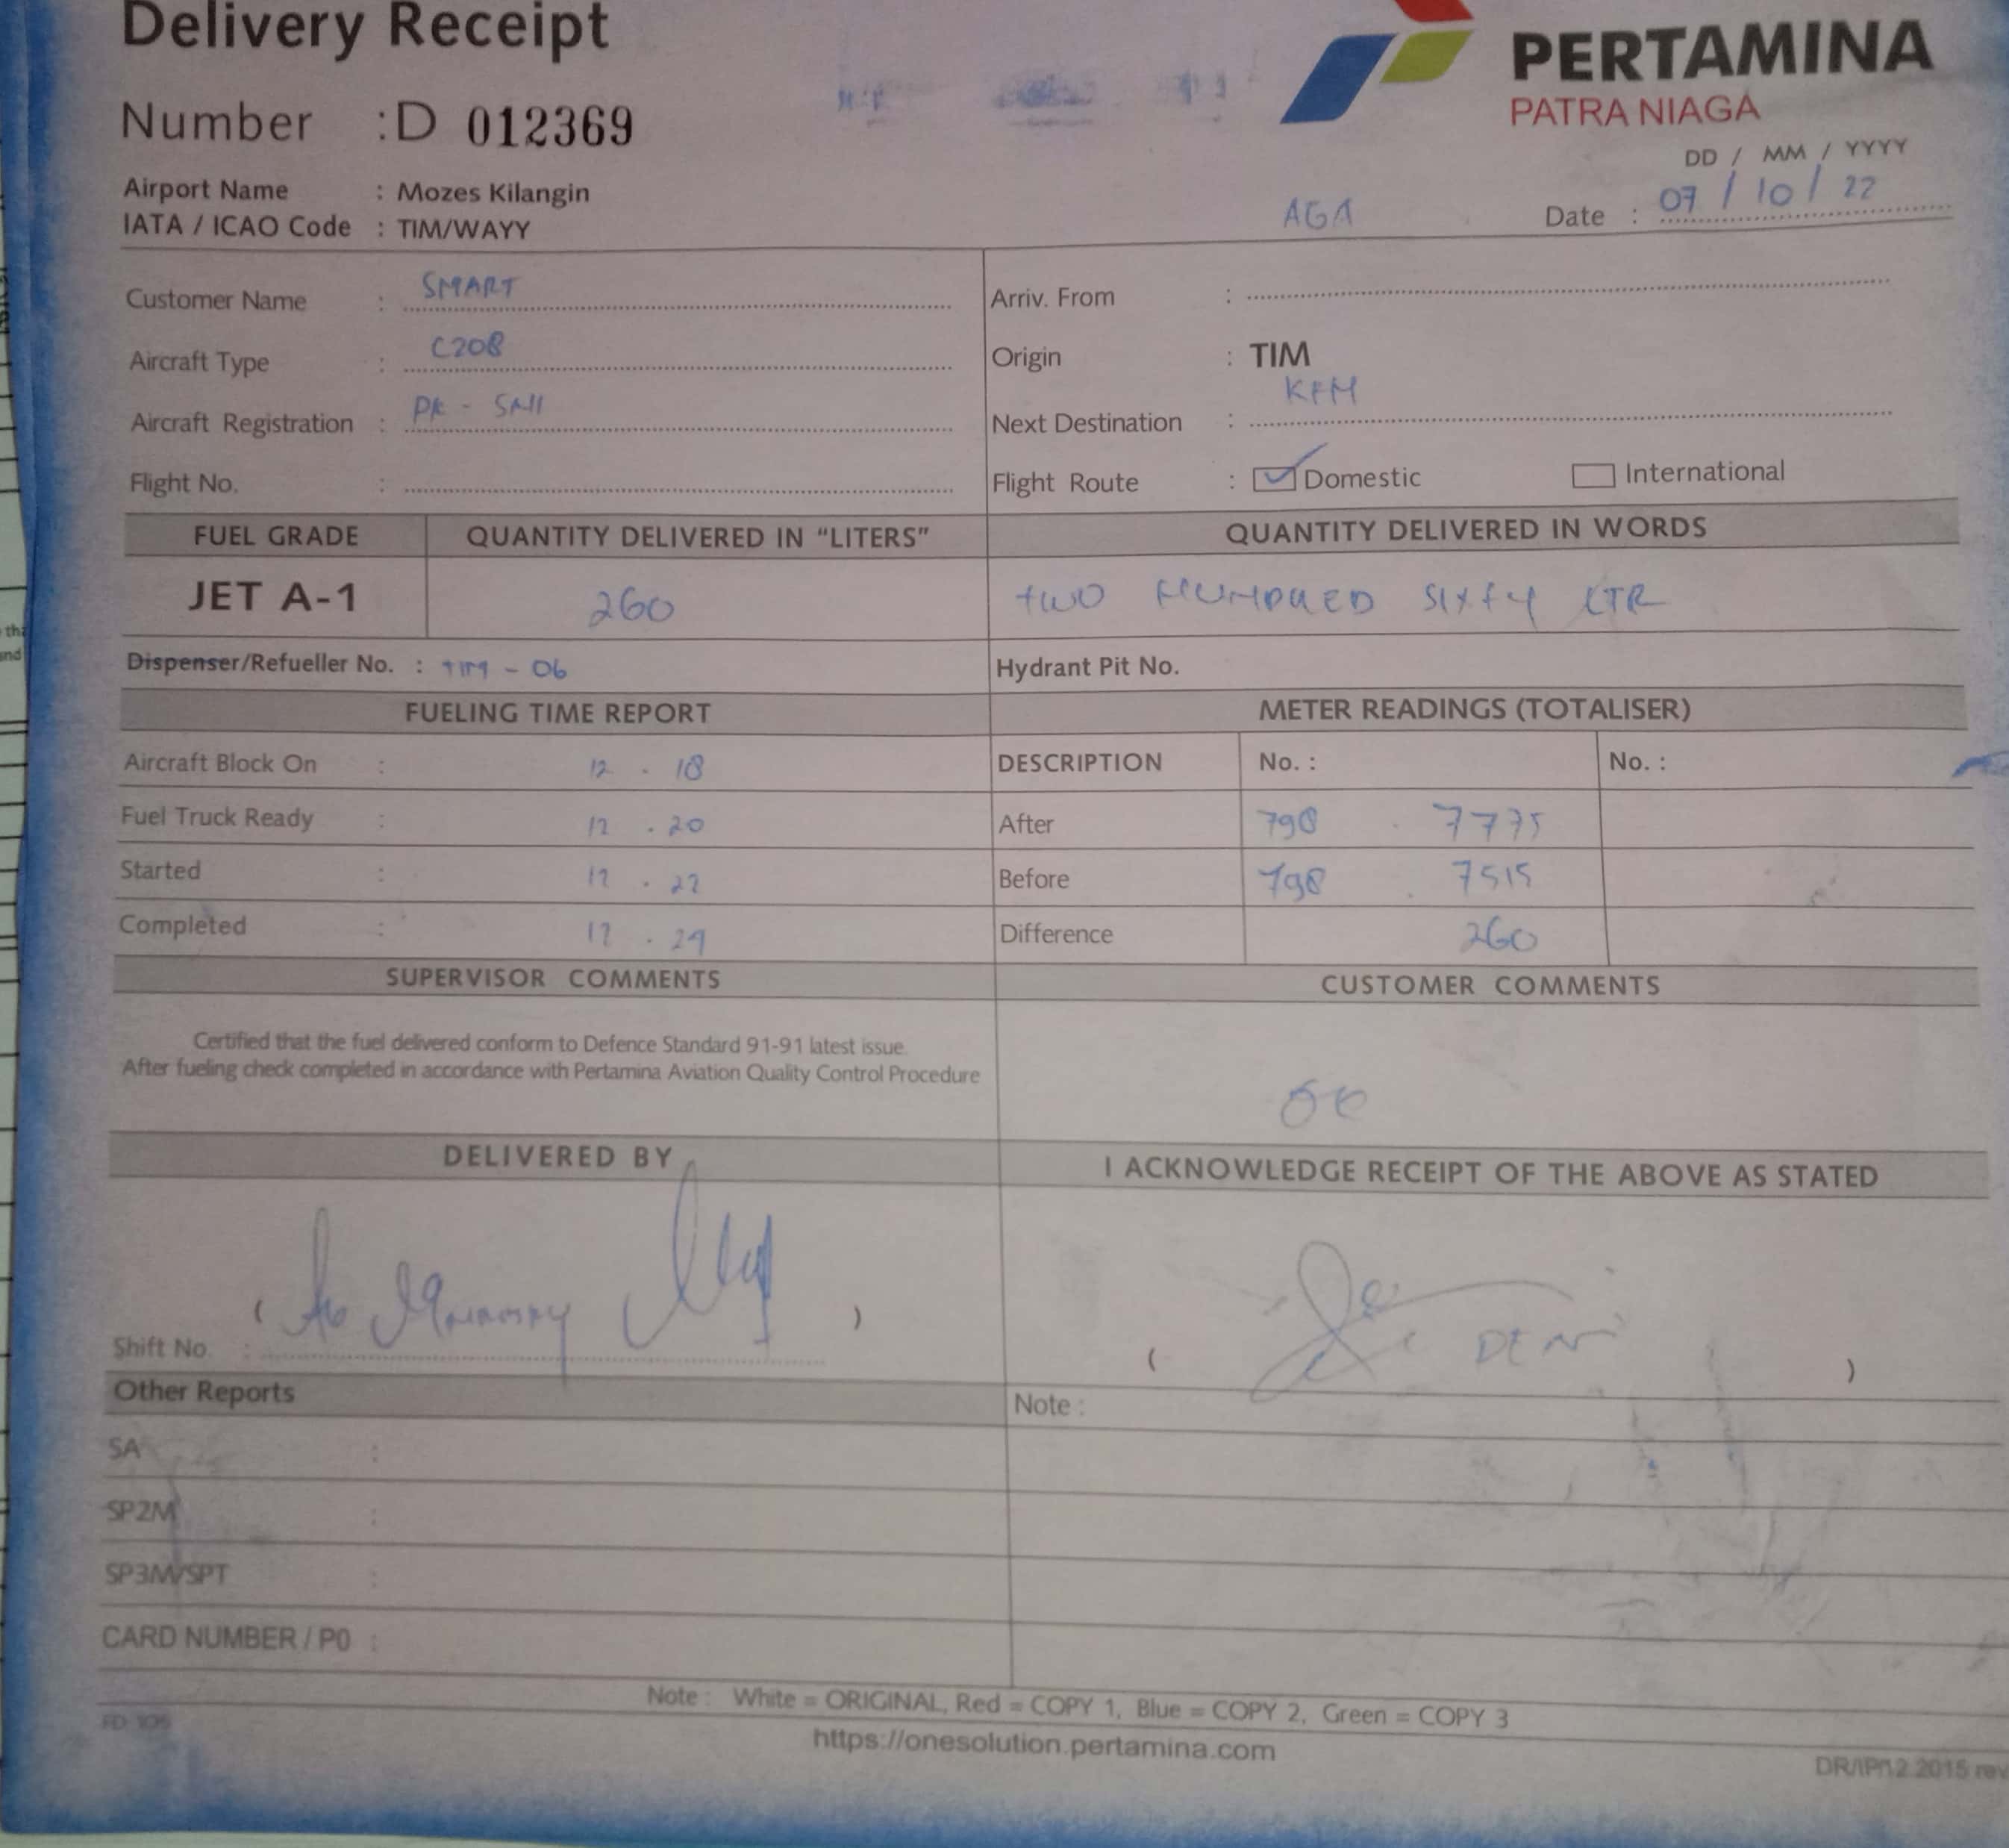 Delivery Receipt
PERTAMINA
PATRA NIAGA
Number : D 012369
DD / MM / YYYY
Airport Name : Mozes Kilangin
AGA
Date : 07 / 10 / 22
IATA / ICAO Code : TIM/WAYY
Customer Name : SMART
Arriv. From :
Aircraft Type : C208
Origin : TIM
Aircraft Registration : PK -
Next Destination :
Flight No. :
Flight Route : Domestic International
FUEL GRADE QUANTITY DELIVERED IN “LITERS” QUANTITY DELIVERED IN WORDS
JET A-1 260 TWO HUNDRED SIXTY LTR
Dispenser/Refueller No. : TIM - 06 Hydrant Pit No.
FUELING TIME REPORT METER READINGS (TOTALISER)
Aircraft Block On : 12 . 18 DESCRIPTION No. : No. :
Fuel Truck Ready : 12 . 20 After 798 . 7775
Started : 12 . 22 Before 798 . 7515
Completed : 12 . 29 Difference 260
SUPERVISOR COMMENTS CUSTOMER COMMENTS
Certified that the fuel delivered conform to Defence Standard 91-91 latest issue.
After fueling check completed in accordance with Pertamina Aviation Quality Control Procedure
OK
DELIVERED BY I ACKNOWLEDGE RECEIPT OF THE ABOVE AS STATED
( )
Shift No. :
( )
Other Reports Note :
SA :
SP2M :
SP3M/SPT :
CARD NUMBER / PO :
Note : White = ORIGINAL, Red = COPY 1, Blue = COPY 2, Green = COPY 3
FD 105
https://onesolution.pertamina.com
DR/IP/12.2015 rev